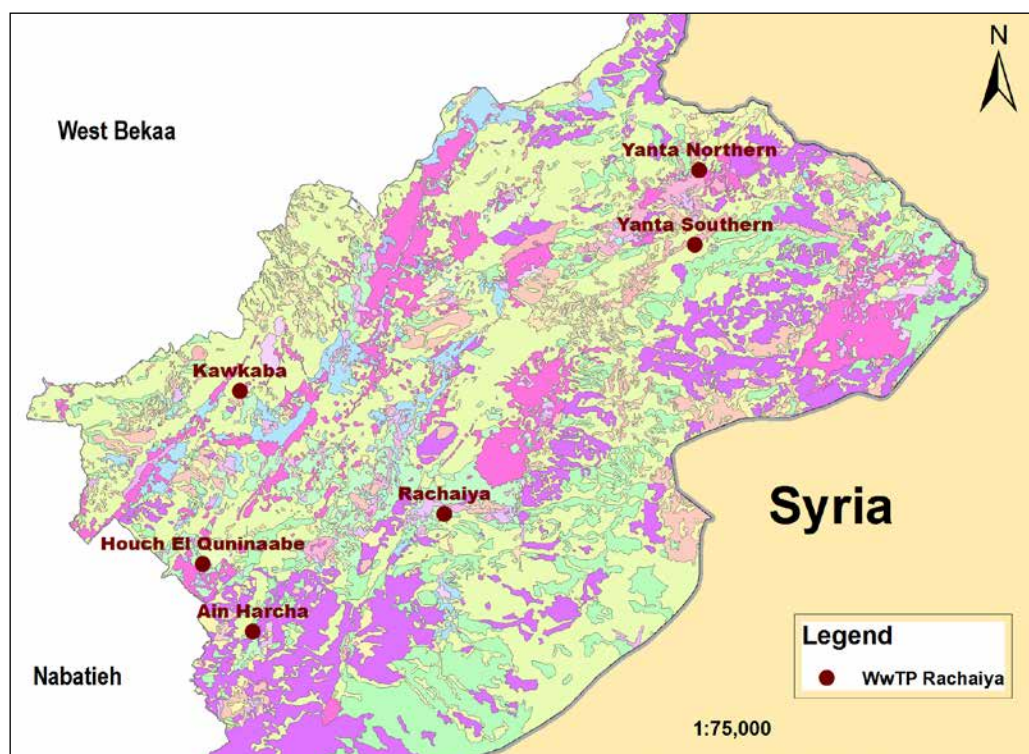 N
West Bekaa
Yanta Northern
Yanta Southern
Kawkaba
Rachaiya
Syria
Houch El Quninaabe
Ain Harcha
Nabatieh
Legend
WwTP Rachaiya
1:75,000